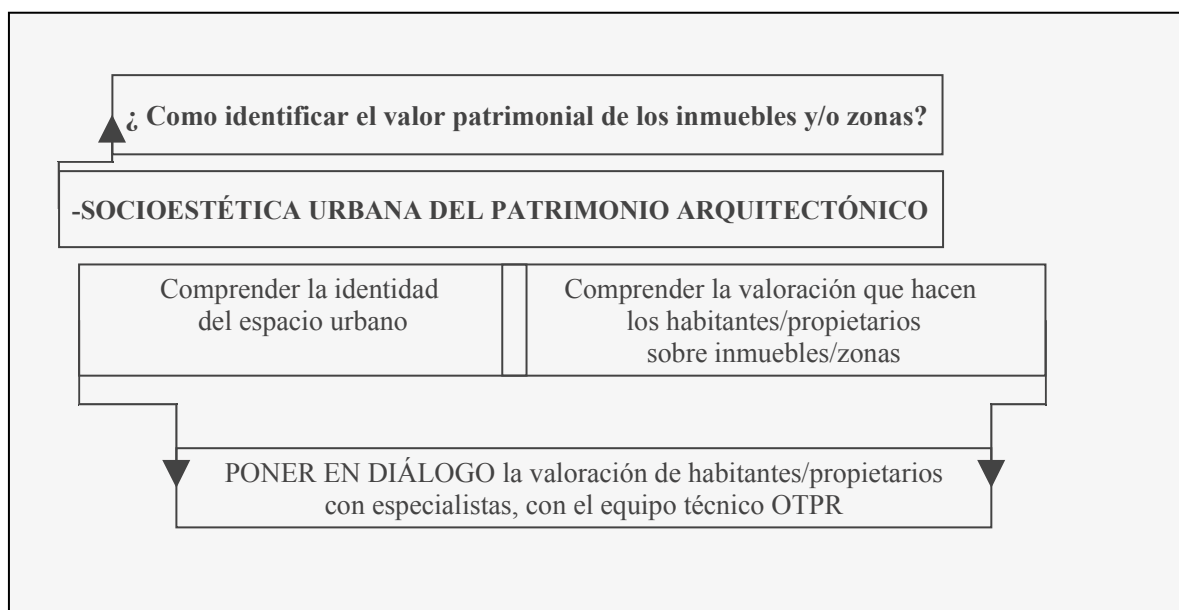 ¿ Como identificar el valor patrimonial de los inmuebles y/o zonas?
-SOCIOESTÉTICA URBANA DEL PATRIMONIO ARQUITECTÓNICO
Comprender la identidad
del espacio urbano
Comprender la valoración que hacen
los habitantes/propietarios
sobre inmuebles/zonas
PONER EN DIÁLOGO la valoración de habitantes/propietarios
con especialistas, con el equipo técnico OTPR